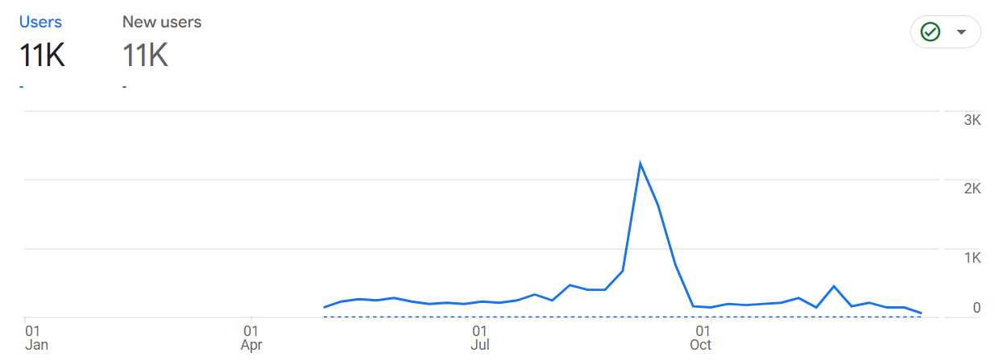 Users New users
11K 11K
- -
3K
2K
1K
0
01 01 01 01
Jan Apr Jul Oct